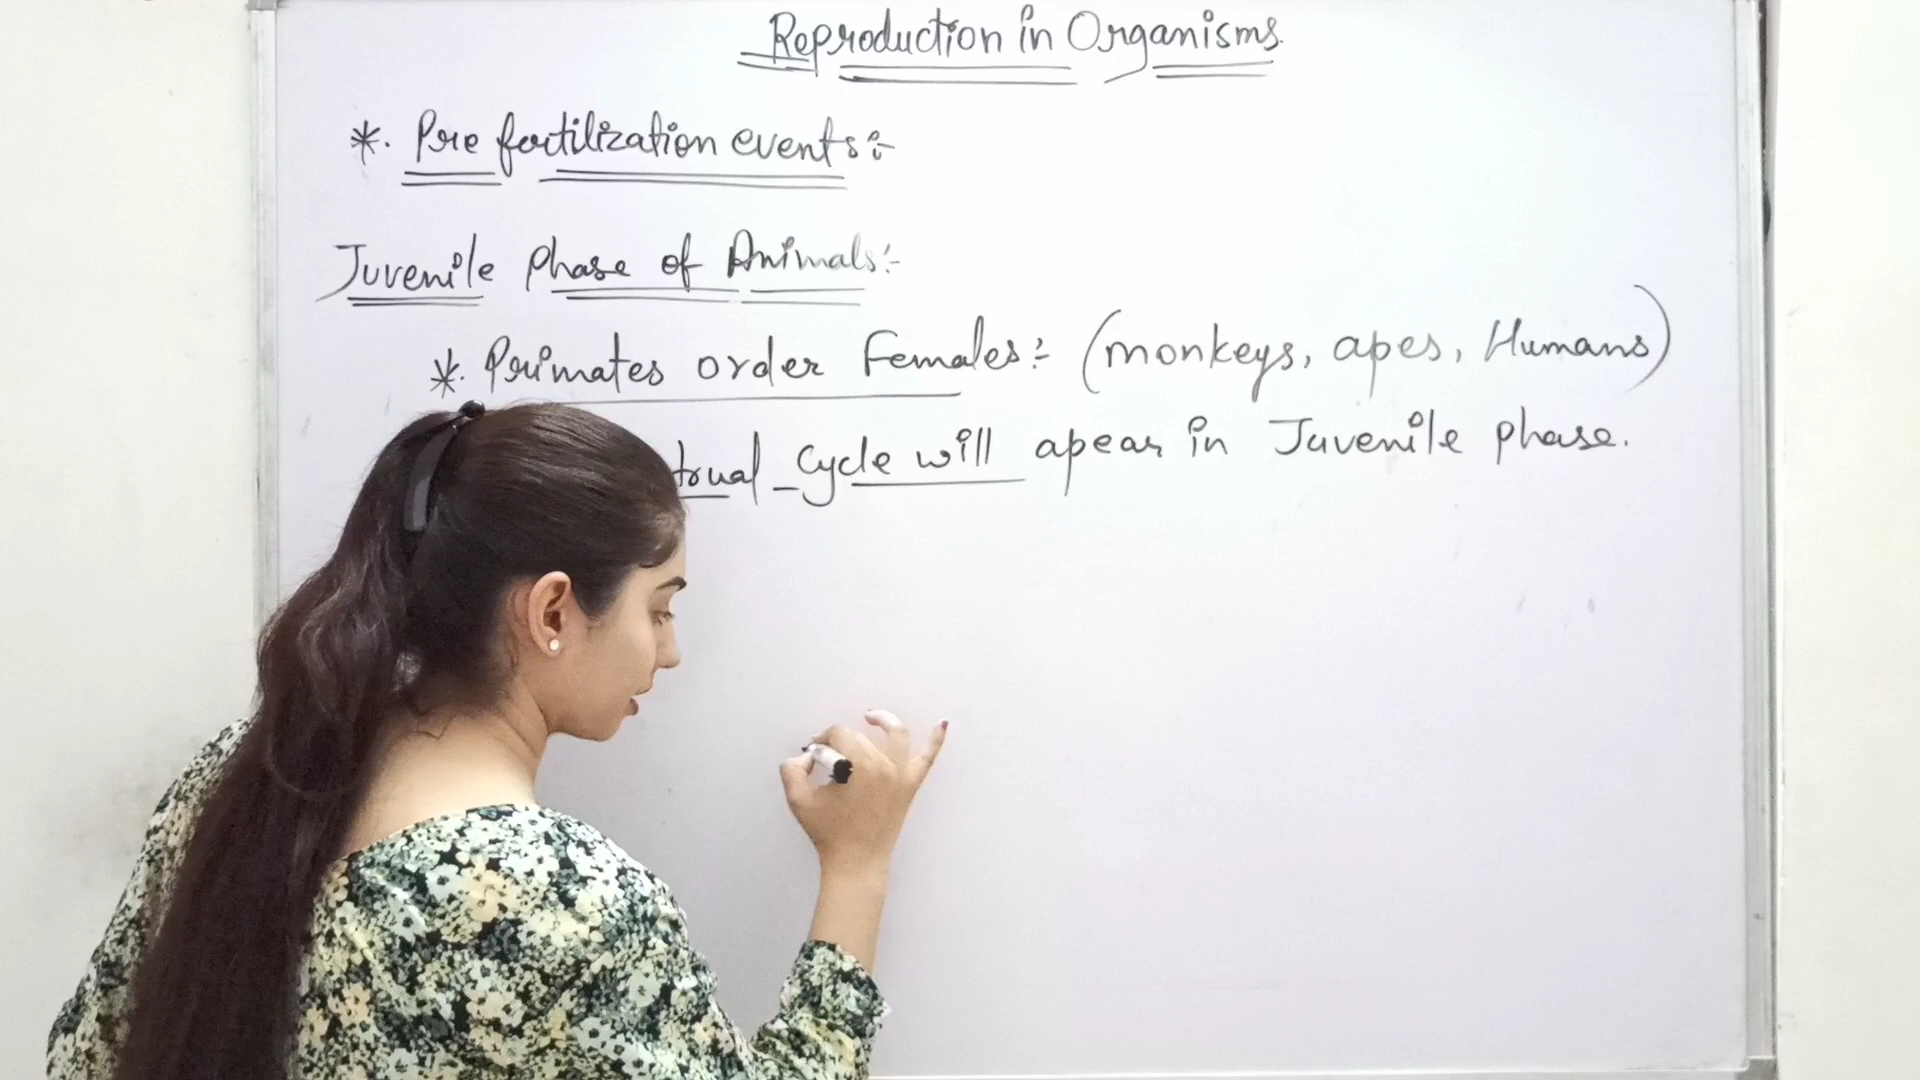 Reproduction in Organisms.
*. Pre fertilization events:-
Juvenile Phase of Animals:-
*. Primates order Females:- (monkeys, apes, Humans)
trual cycle will apear in Juvenile phase.